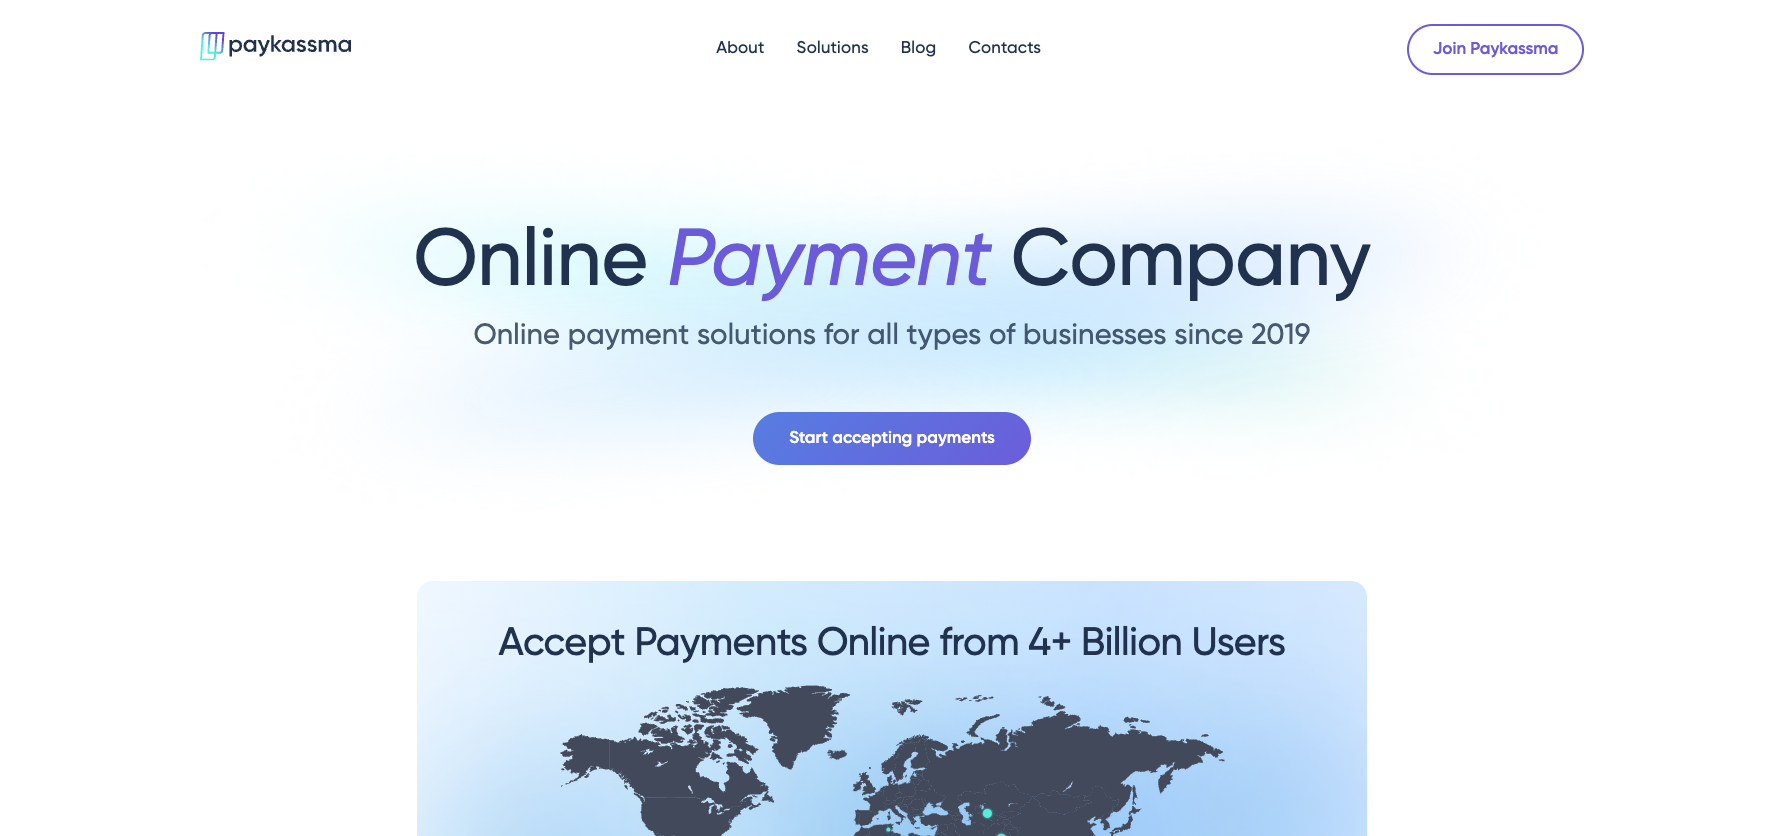 paykassma
About
Solutions
Blog
Contacts
Join Paykassma
Online Payment Company
Online payment solutions for all types of businesses since 2019
Start accepting payments
Accept Payments Online from 4+ Billion Users